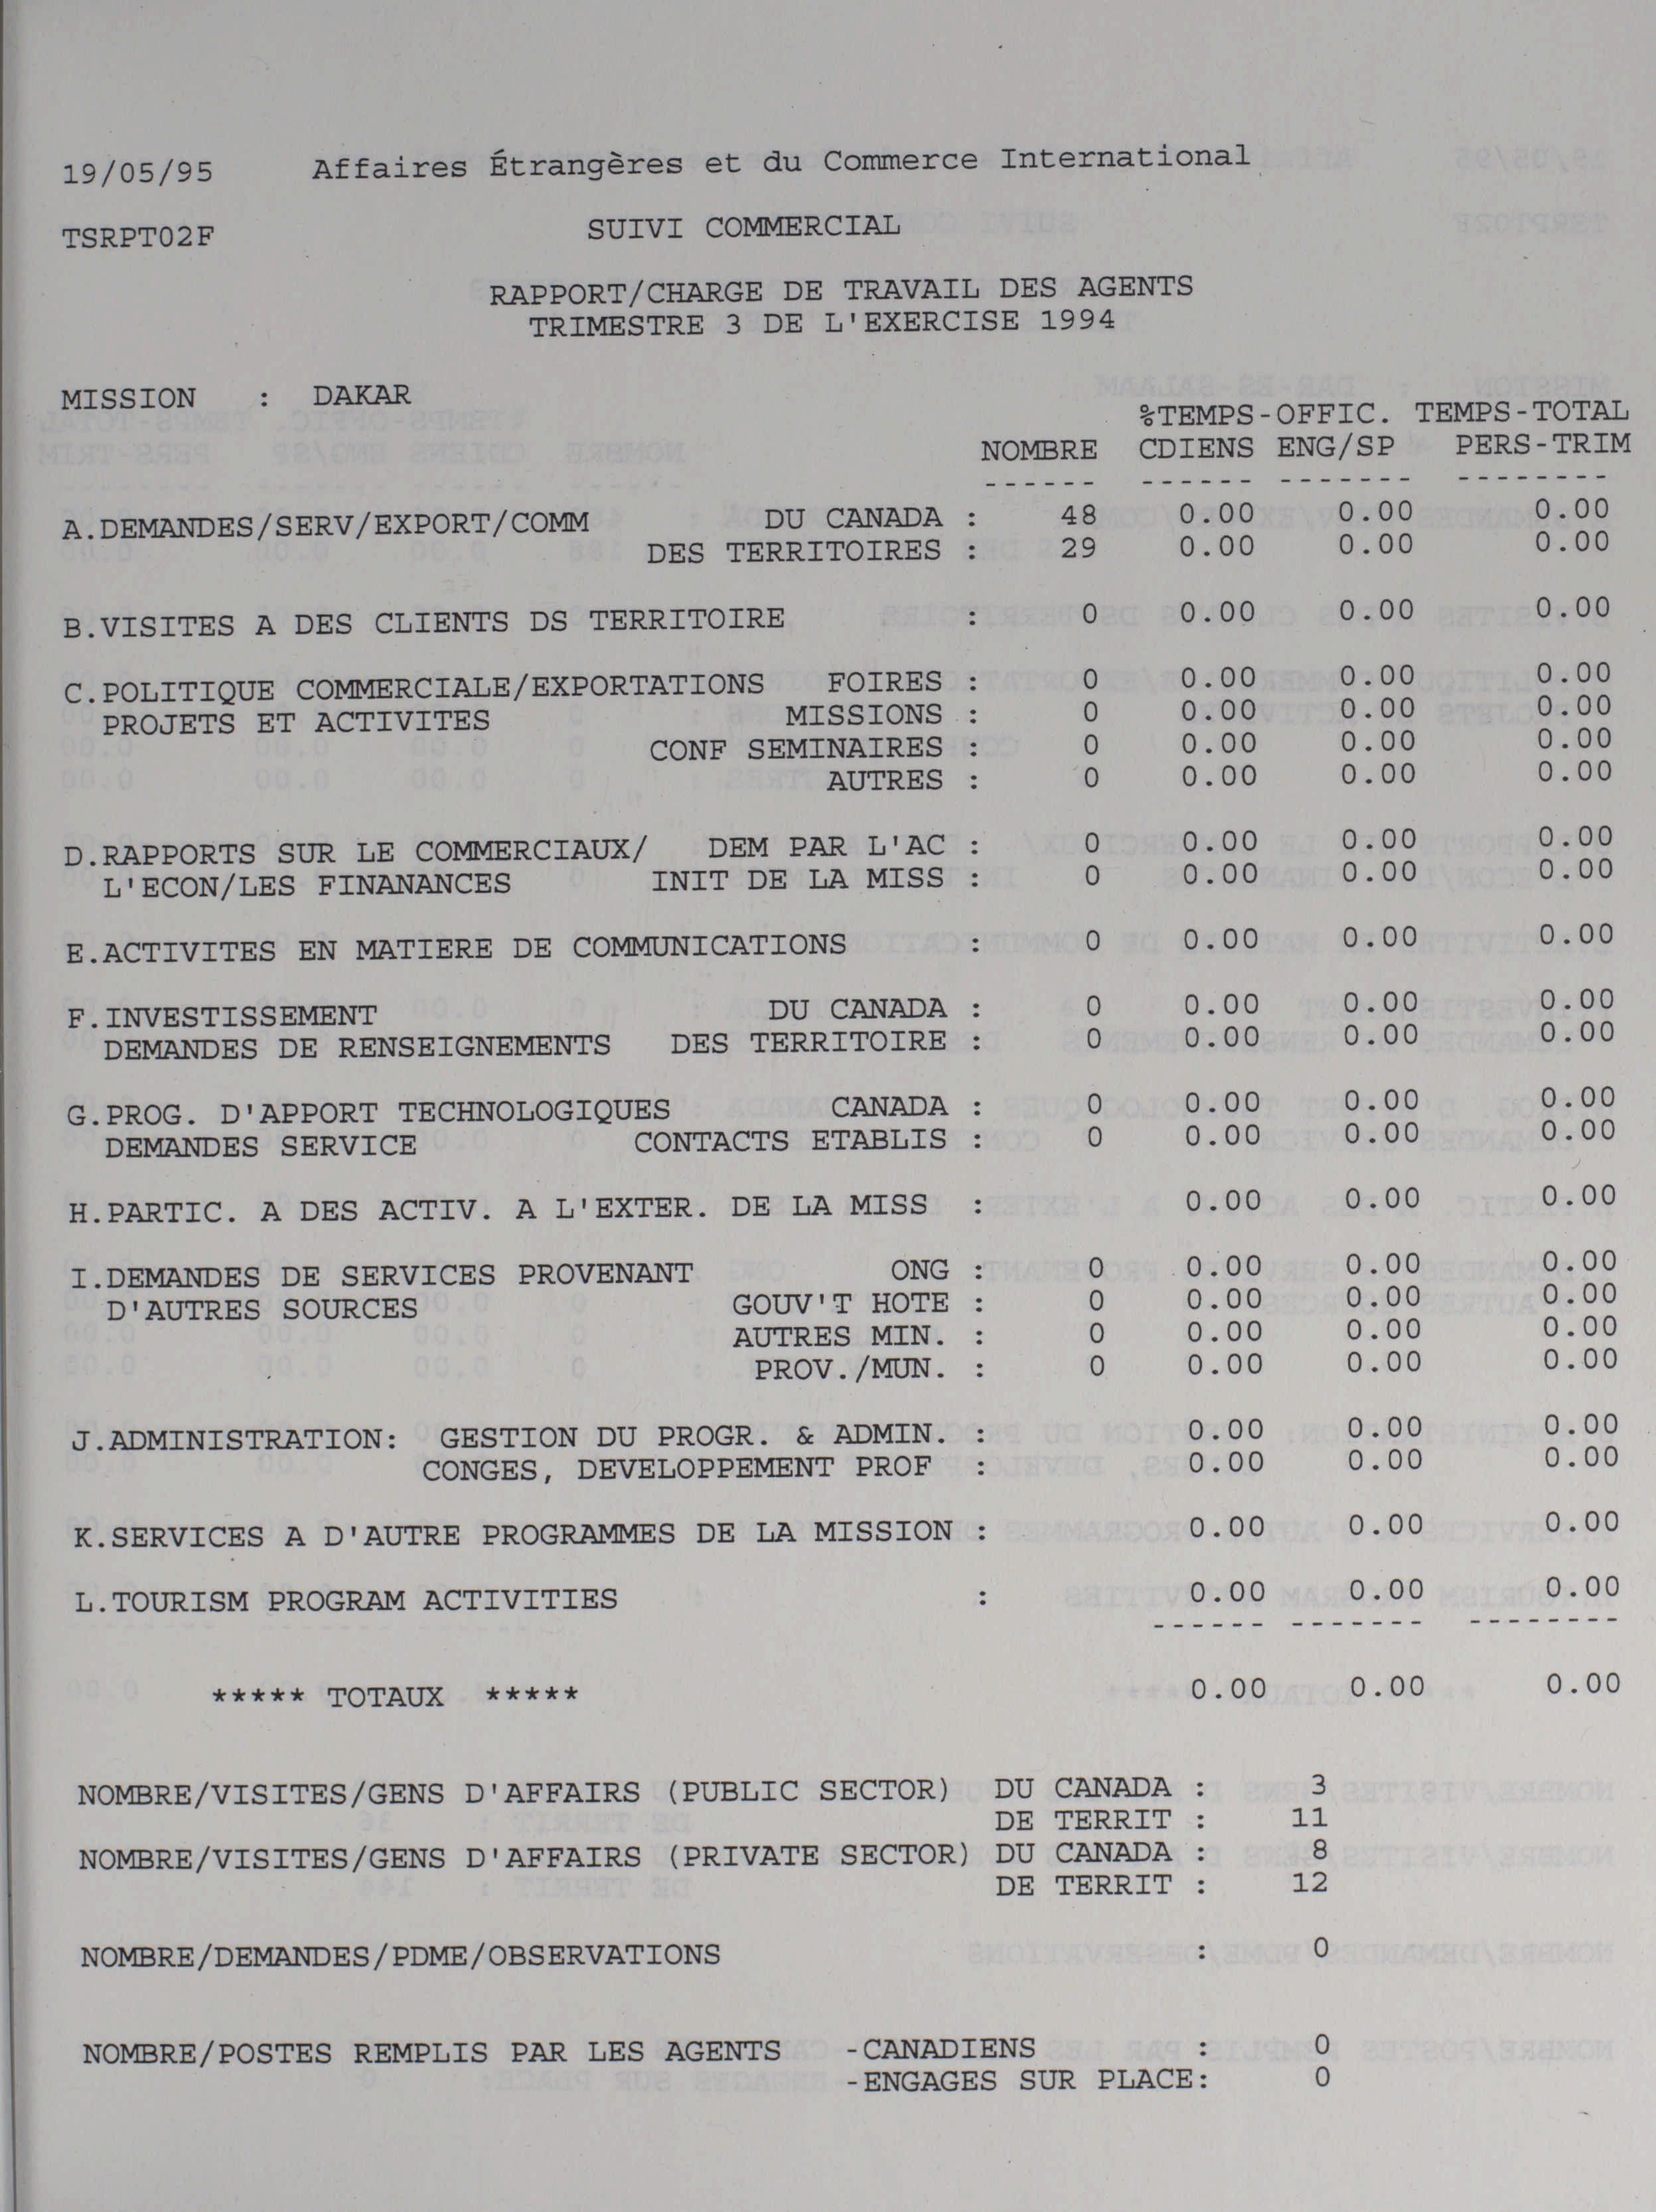 19/05/95 Affaires Étrangères et du Commerce International
TSRPT02F SUIVI COMMERCIAL
RAPPORT/CHARGE DE TRAVAIL DES AGENTS
TRIMESTRE 3 DE L'EXERCISE 1994
MISSION : DAKAR
%TEMPS-OFFIC. TEMPS-TOTAL
NOMBRE CDIENS ENG/SP PERS-TRIM
------ ------ ------- --------
A.DEMANDES/SERV/EXPORT/COMM DU CANADA : 48 0.00 0.00 0.00
DES TERRITOIRES : 29 0.00 0.00 0.00
B.VISITES A DES CLIENTS DS TERRITOIRE : 0 0.00 0.00 0.00
C.POLITIQUE COMMERCIALE/EXPORTATIONS FOIRES : 0 0.00 0.00 0.00
PROJETS ET ACTIVITES MISSIONS : 0 0.00 0.00 0.00
CONF SEMINAIRES : 0 0.00 0.00 0.00
AUTRES : 0 0.00 0.00 0.00
D.RAPPORTS SUR LE COMMERCIAUX/ DEM PAR L'AC : 0 0.00 0.00 0.00
L'ECON/LES FINANANCES INIT DE LA MISS : 0 0.00 0.00 0.00
E.ACTIVITES EN MATIERE DE COMMUNICATIONS : 0 0.00 0.00 0.00
F.INVESTISSEMENT DU CANADA : 0 0.00 0.00 0.00
DEMANDES DE RENSEIGNEMENTS DES TERRITOIRE : 0 0.00 0.00 0.00
G.PROG. D'APPORT TECHNOLOGIQUES CANADA : 0 0.00 0.00 0.00
DEMANDES SERVICE CONTACTS ETABLIS : 0 0.00 0.00 0.00
H.PARTIC. A DES ACTIV. A L'EXTER. DE LA MISS : 0.00 0.00 0.00
I.DEMANDES DE SERVICES PROVENANT ONG : 0 0.00 0.00 0.00
D'AUTRES SOURCES GOUV'T HOTE : 0 0.00 0.00 0.00
AUTRES MIN. : 0 0.00 0.00 0.00
PROV./MUN. : 0 0.00 0.00 0.00
J.ADMINISTRATION: GESTION DU PROGR. & ADMIN. : 0.00 0.00 0.00
CONGES, DEVELOPPEMENT PROF : 0.00 0.00 0.00
K.SERVICES A D'AUTRE PROGRAMMES DE LA MISSION : 0.00 0.00 0.00
L.TOURISM PROGRAM ACTIVITIES : 0.00 0.00 0.00
------ ------- --------
***** TOTAUX ***** 0.00 0.00 0.00
NOMBRE/VISITES/GENS D'AFFAIRS (PUBLIC SECTOR) DU CANADA : 3
DE TERRIT : 11
NOMBRE/VISITES/GENS D'AFFAIRS (PRIVATE SECTOR) DU CANADA : 8
DE TERRIT : 12
NOMBRE/DEMANDES/PDME/OBSERVATIONS : 0
NOMBRE/POSTES REMPLIS PAR LES AGENTS -CANADIENS : 0
-ENGAGES SUR PLACE: 0